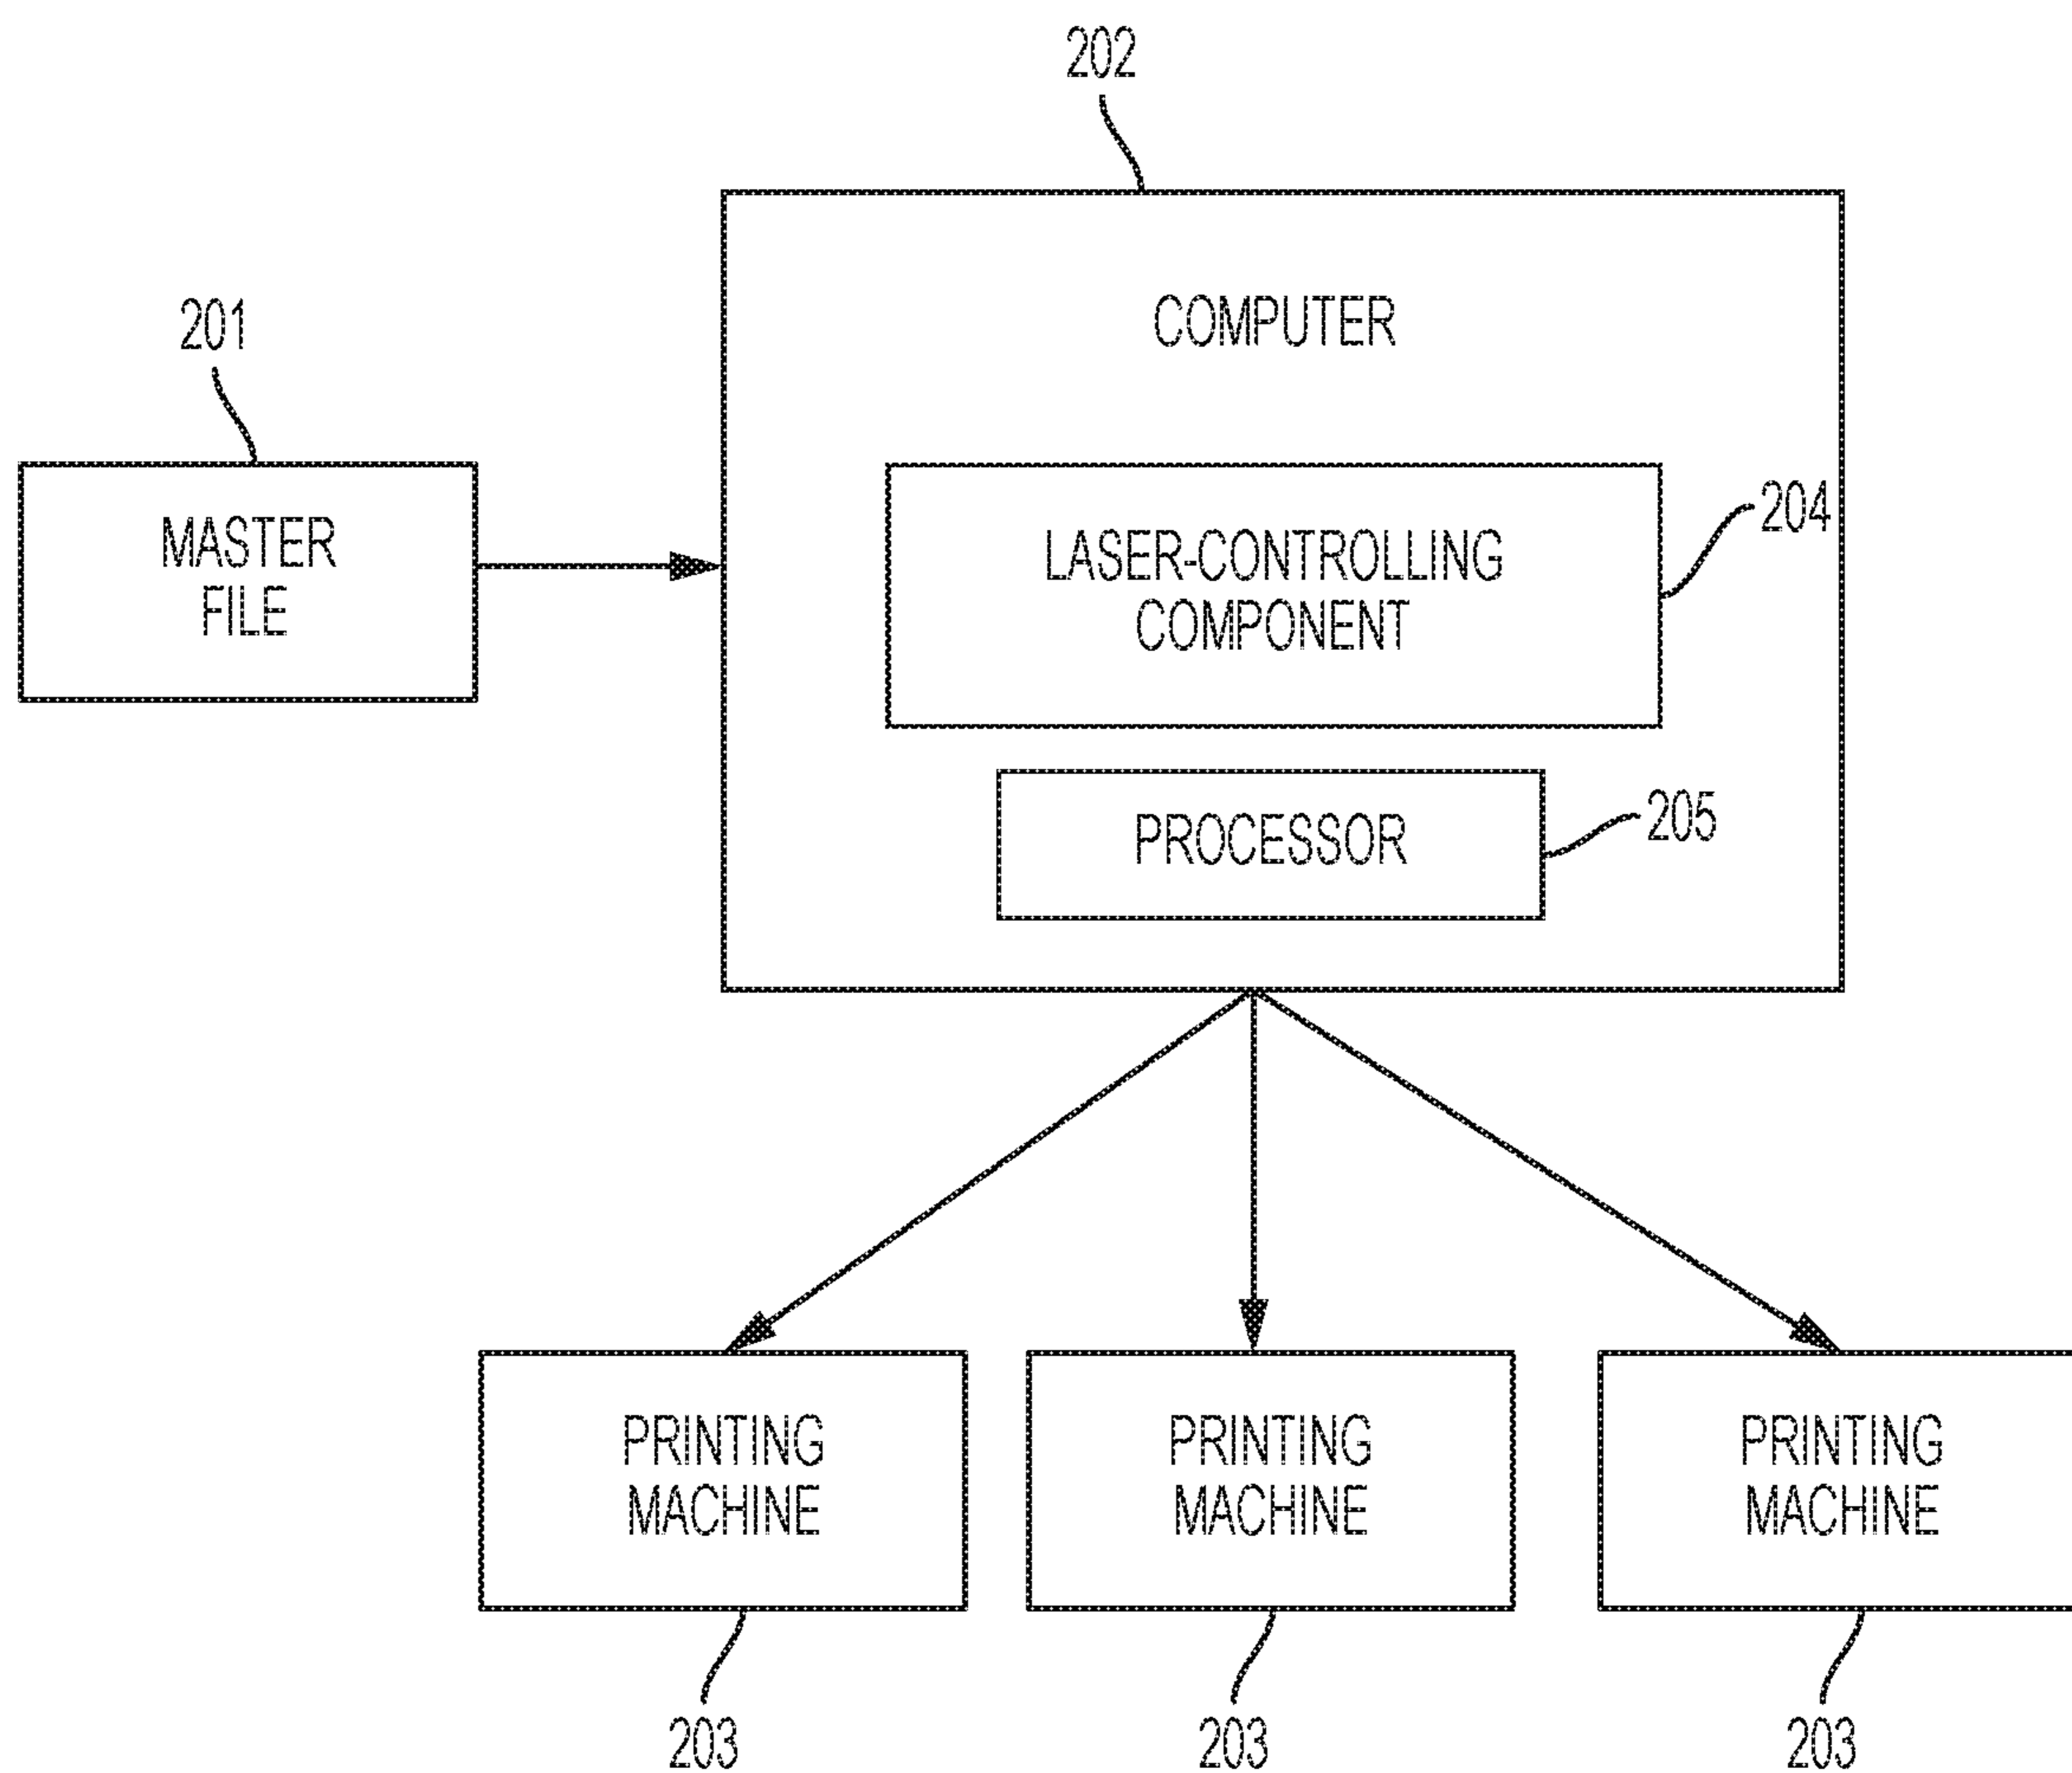 202
COMPUTER
201
MASTER
FILE
204
LASER-CONTROLLING
COMPONENT
205
PROCESSOR
PRINTING
MACHINE
PRINTING
MACHINE
PRINTING
MACHINE
203
203
203